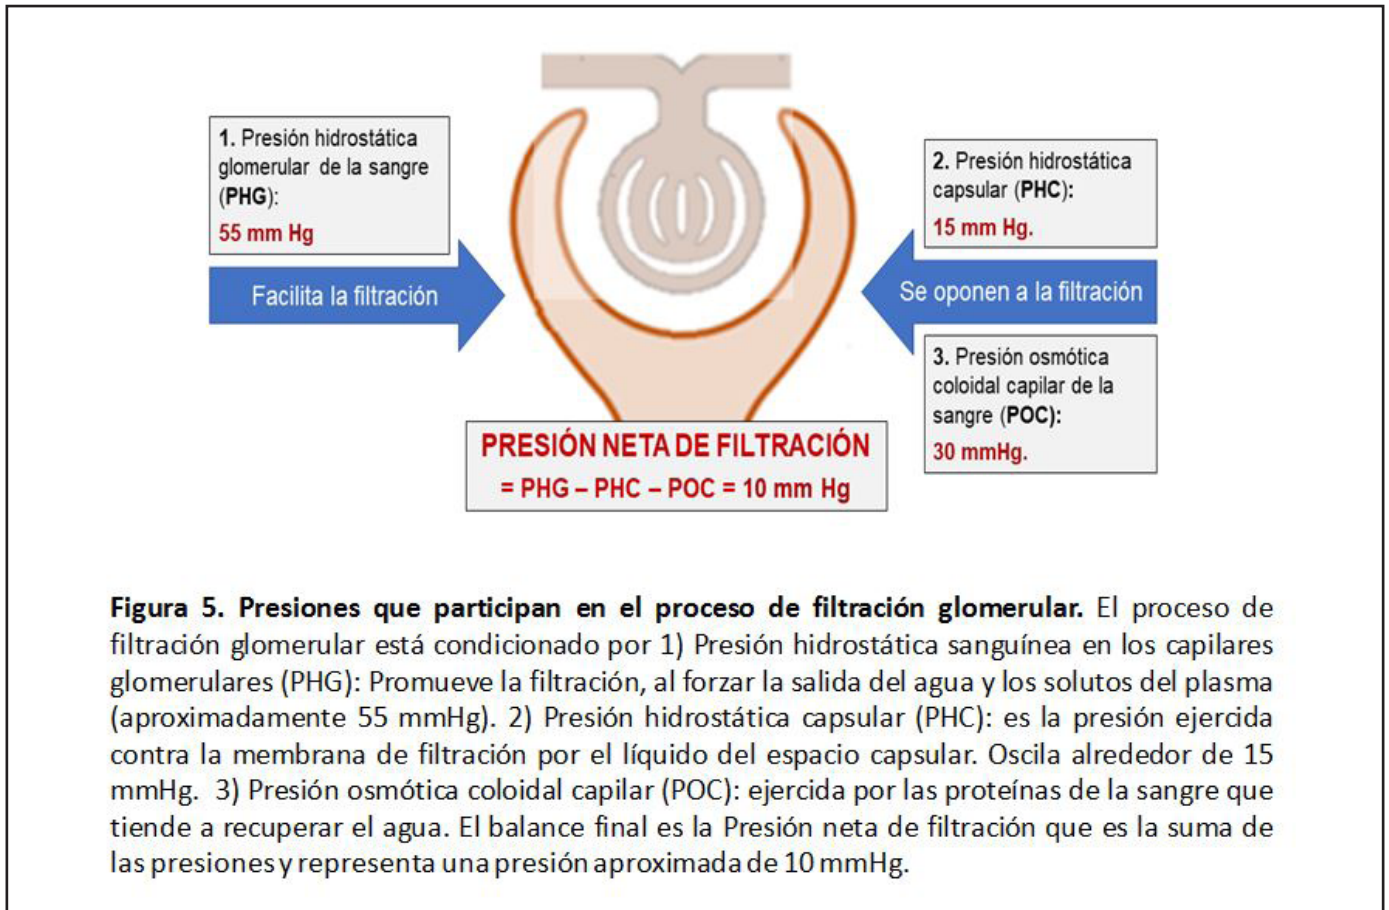 1. Presión hidrostática
glomerular de la sangre
(PHG):
55 mm Hg
Facilita la filtración
2. Presión hidrostática
capsular (PHC):
15 mm Hg.
Se oponen a la filtración
3. Presión osmótica
coloidal capilar de la
sangre (POC):
30 mmHg.
PRESIÓN NETA DE FILTRACIÓN
= PHG – PHC – POC = 10 mm Hg
Figura 5. Presiones que participan en el proceso de filtración glomerular. El proceso de
filtración glomerular está condicionado por 1) Presión hidrostática sanguínea en los capilares
glomerulares (PHG): Promueve la filtración, al forzar la salida del agua y los solutos del plasma
(aproximadamente 55 mmHg). 2) Presión hidrostática capsular (PHC): es la presión ejercida
contra la membrana de filtración por el líquido del espacio capsular. Oscila alrededor de 15
mmHg. 3) Presión osmótica coloidal capilar (POC): ejercida por las proteínas de la sangre que
tiende a recuperar el agua. El balance final es la Presión neta de filtración que es la suma de
las presiones y representa una presión aproximada de 10 mmHg.